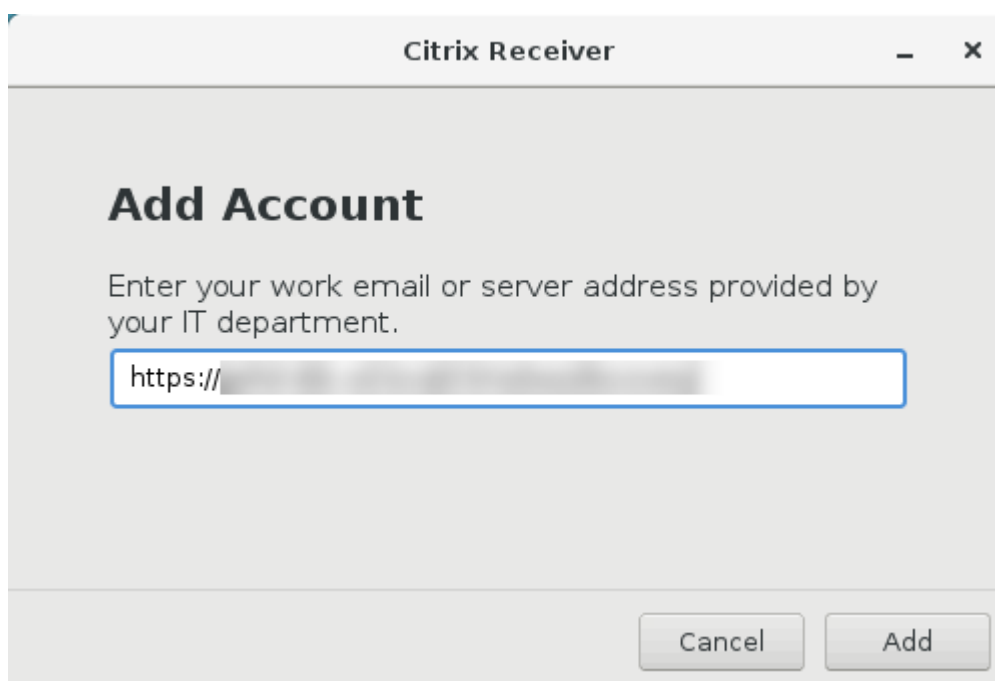 Citrix Receiver
Add Account
Enter your work email or server address provided by
your IT department.
https://
Cancel
Add